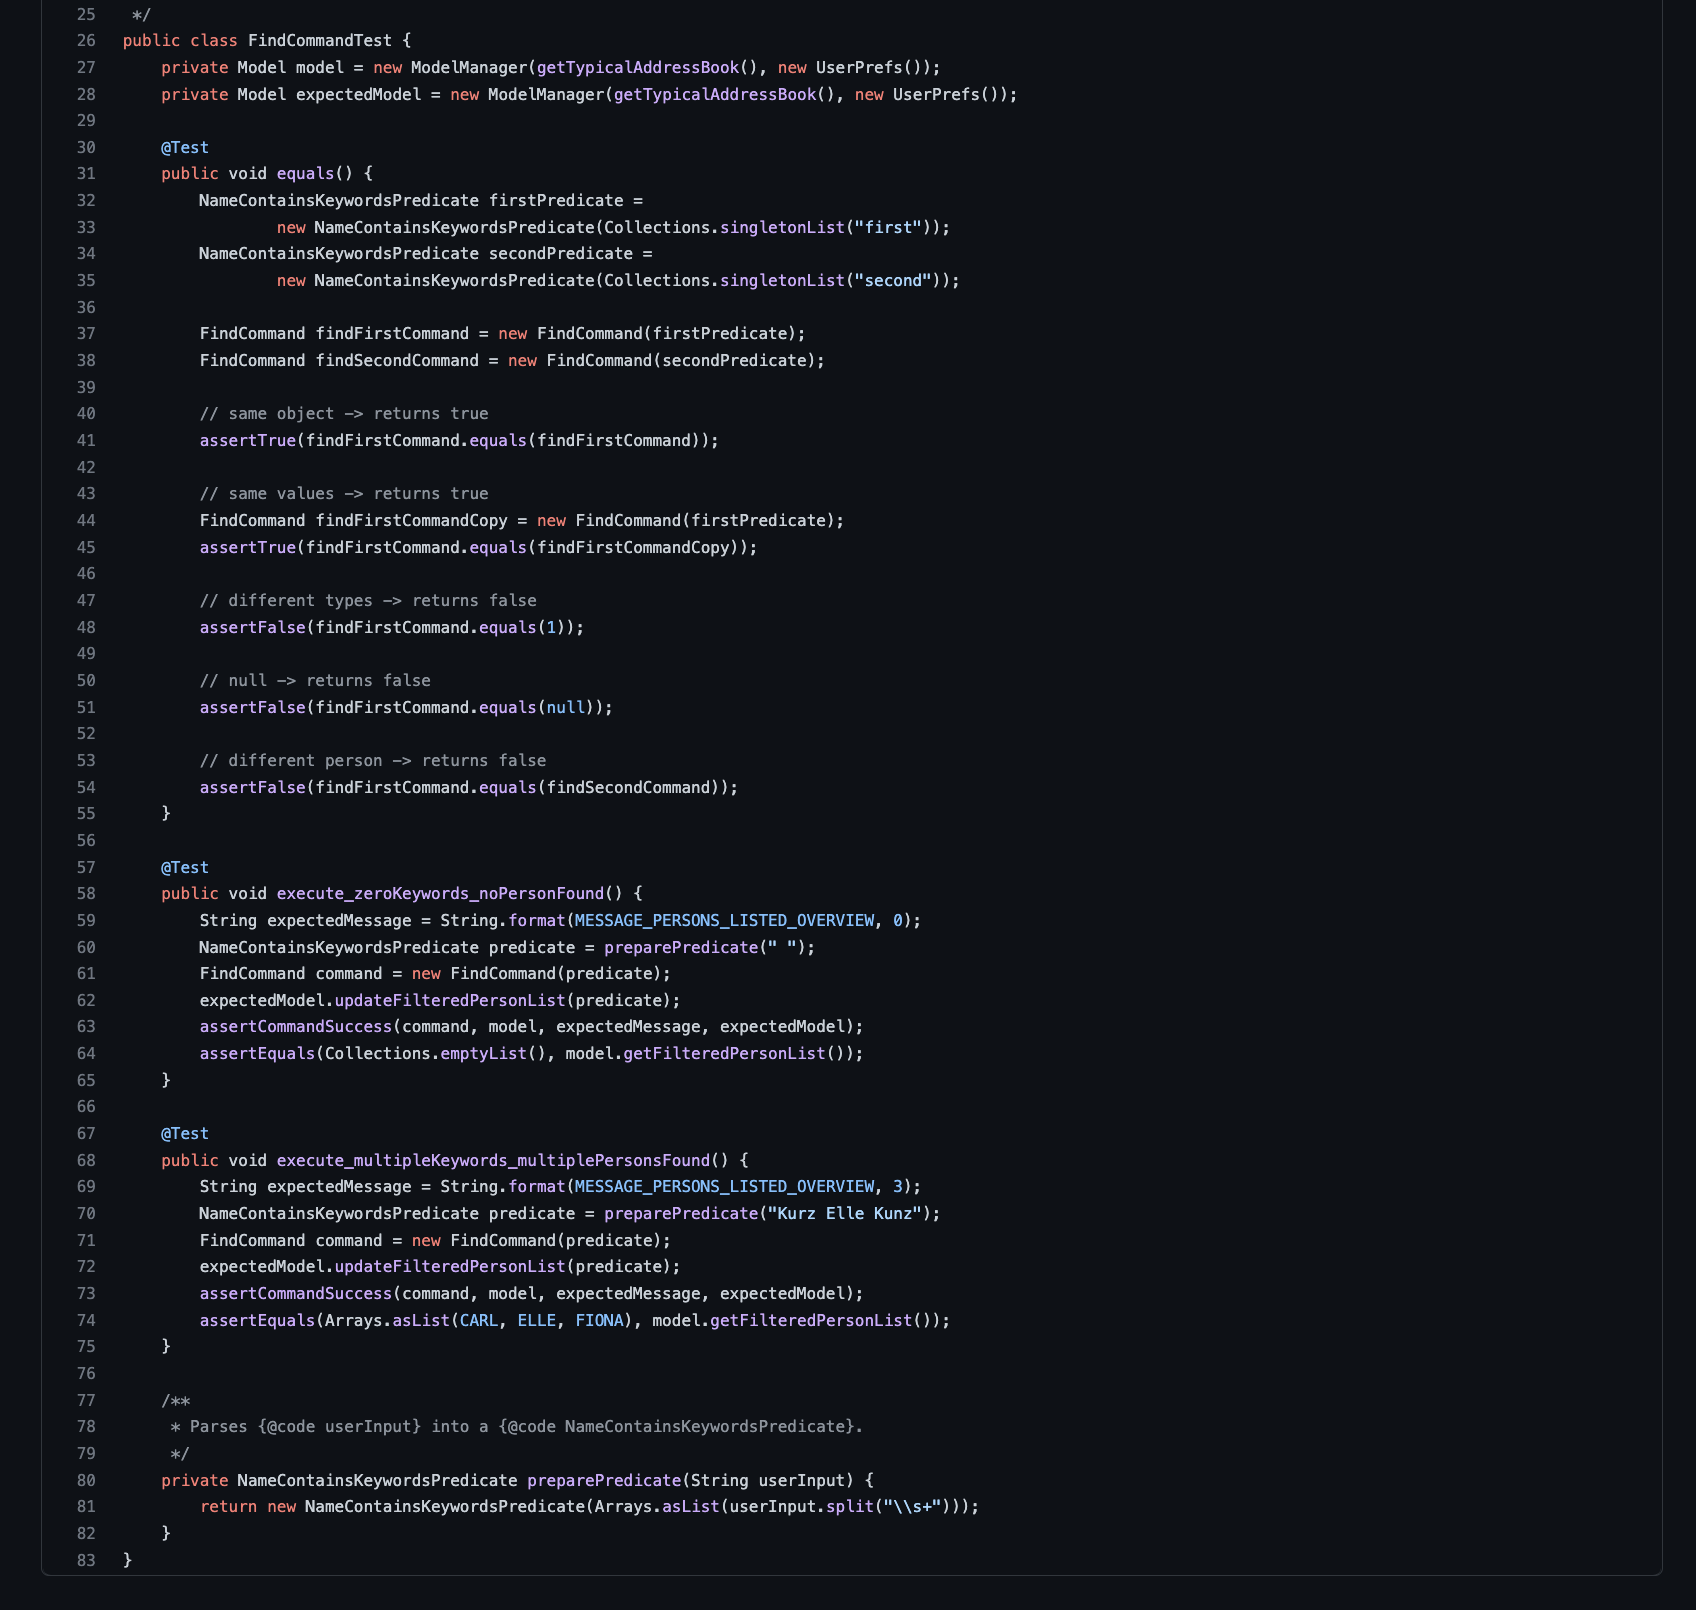 25     */
26    public class FindCommandTest {
27        private Model model = new ModelManager(getTypicalAddressBook(), new UserPrefs());
28        private Model expectedModel = new ModelManager(getTypicalAddressBook(), new UserPrefs());
29
30        @Test
31        public void equals() {
32            NameContainsKeywordsPredicate firstPredicate =
33                    new NameContainsKeywordsPredicate(Collections.singletonList("first"));
34            NameContainsKeywordsPredicate secondPredicate =
35                    new NameContainsKeywordsPredicate(Collections.singletonList("second"));
36
37            FindCommand findFirstCommand = new FindCommand(firstPredicate);
38            FindCommand findSecondCommand = new FindCommand(secondPredicate);
39
40            // same object -> returns true
41            assertTrue(findFirstCommand.equals(findFirstCommand));
42
43            // same values -> returns true
44            FindCommand findFirstCommandCopy = new FindCommand(firstPredicate);
45            assertTrue(findFirstCommand.equals(findFirstCommandCopy));
46
47            // different types -> returns false
48            assertFalse(findFirstCommand.equals(1));
49
50            // null -> returns false
51            assertFalse(findFirstCommand.equals(null));
52
53            // different person -> returns false
54            assertFalse(findFirstCommand.equals(findSecondCommand));
55        }
56
57        @Test
58        public void execute_zeroKeywords_noPersonFound() {
59            String expectedMessage = String.format(MESSAGE_PERSONS_LISTED_OVERVIEW, 0);
60            NameContainsKeywordsPredicate predicate = preparePredicate(" ");
61            FindCommand command = new FindCommand(predicate);
62            expectedModel.updateFilteredPersonList(predicate);
63            assertCommandSuccess(command, model, expectedMessage, expectedModel);
64            assertEquals(Collections.emptyList(), model.getFilteredPersonList());
65        }
66
67        @Test
68        public void execute_multipleKeywords_multiplePersonsFound() {
69            String expectedMessage = String.format(MESSAGE_PERSONS_LISTED_OVERVIEW, 3);
70            NameContainsKeywordsPredicate predicate = preparePredicate("Kurz Elle Kunz");
71            FindCommand command = new FindCommand(predicate);
72            expectedModel.updateFilteredPersonList(predicate);
73            assertCommandSuccess(command, model, expectedMessage, expectedModel);
74            assertEquals(Arrays.asList(CARL, ELLE, FIONA), model.getFilteredPersonList());
75        }
76
77        /**
78         * Parses {@code userInput} into a {@code NameContainsKeywordsPredicate}.
79         */
80        private NameContainsKeywordsPredicate preparePredicate(String userInput) {
81            return new NameContainsKeywordsPredicate(Arrays.asList(userInput.split("\\s+")));
82        }
83    }